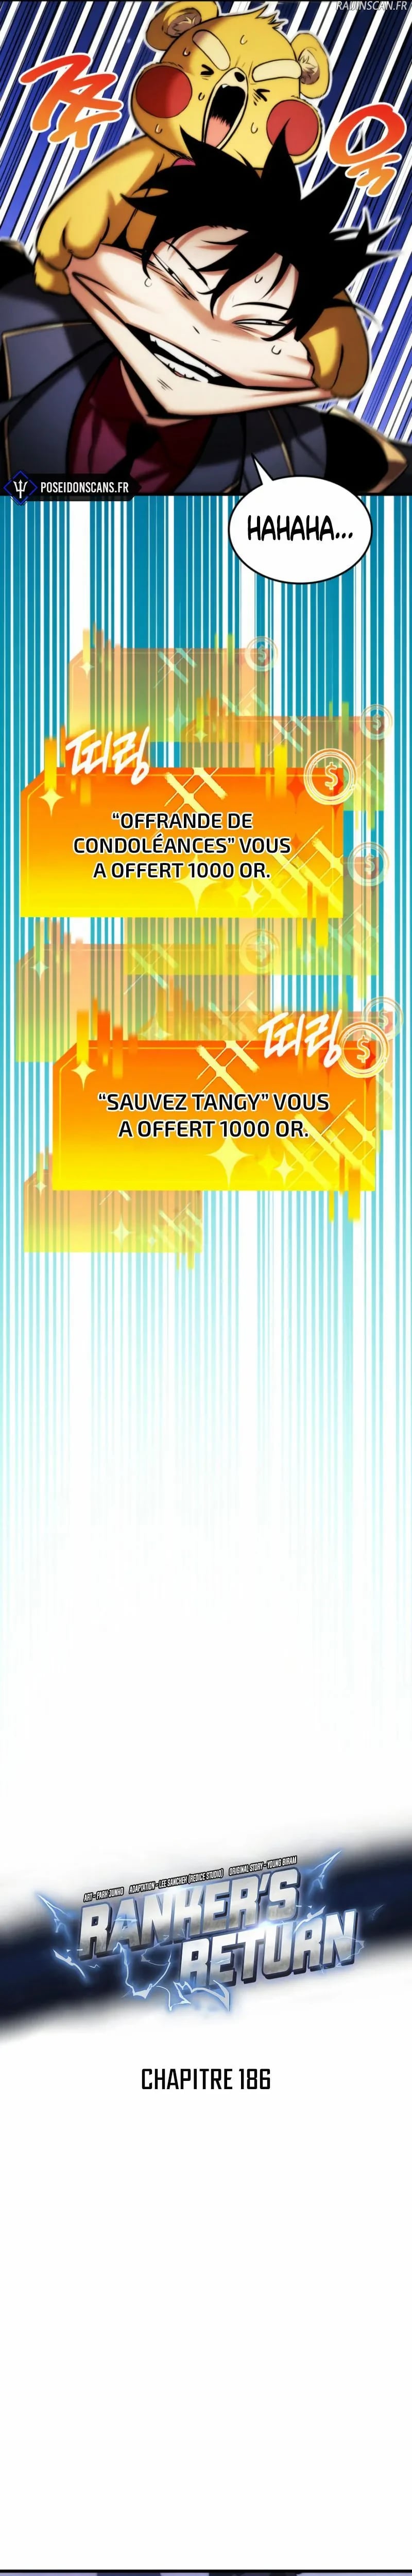 RAIJINSCAN.FR
쭈
욱
POSEIDONSCANS.FR
HAHAHA...
띠링
"OFFRANDE DE
CONDOLÉANCES" VOUS
A OFFERT 1000 OR.
띠링
"SAUVEZ TANGY" VOUS
A OFFERT 1000 OR.
ART - PARK JUNHO ADAPTATION - LEE SANCHEH (REDICE STUDIO) ORIGINAL STORY - YOUNG BIRAM
RANKER'S
RETURN
CHAPITRE 186